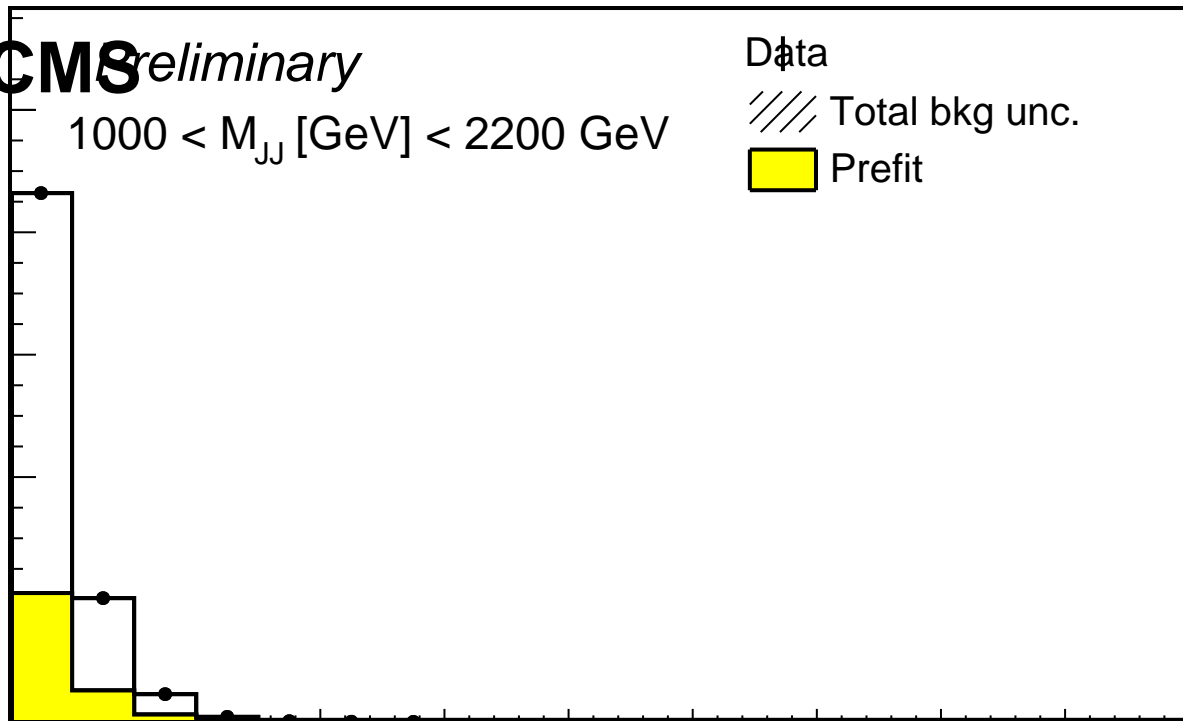 CMS Preliminary
1000 < M_JJ [GeV] < 2200 GeV
Data
Total bkg unc.
Prefit